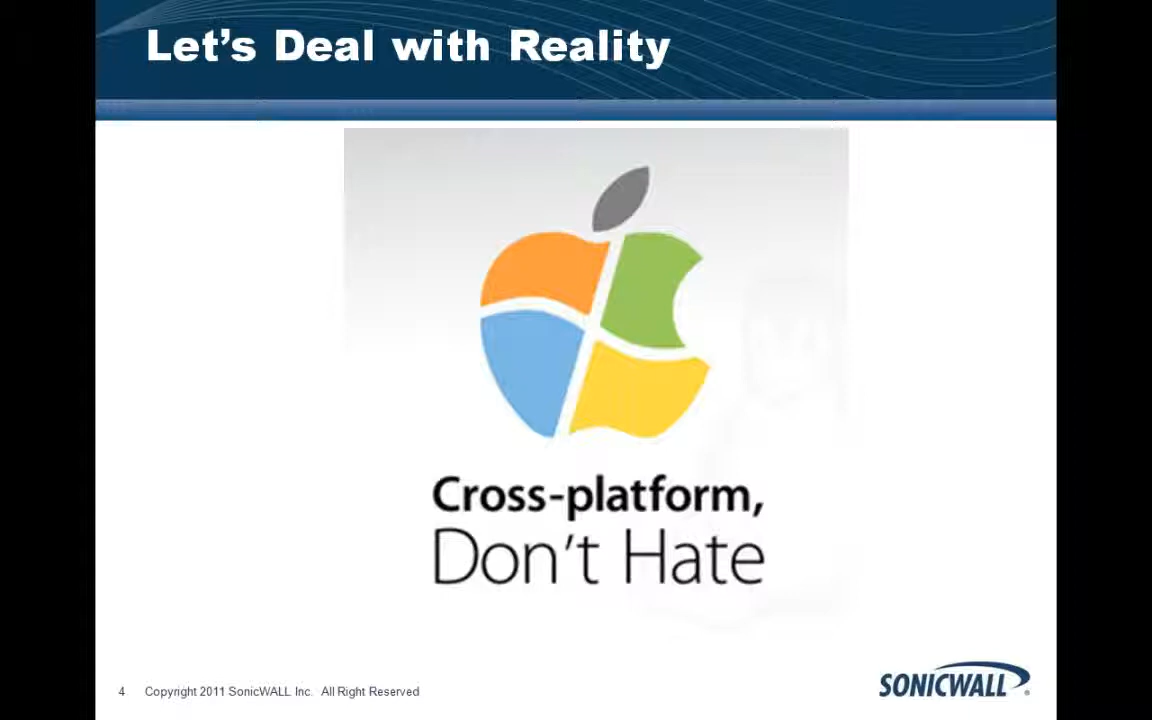 Let's Deal with Reality
Cross-platform,
Don't Hate
4 Copyright 2011 SonicWALL Inc. All Right Reserved
SONICWALL